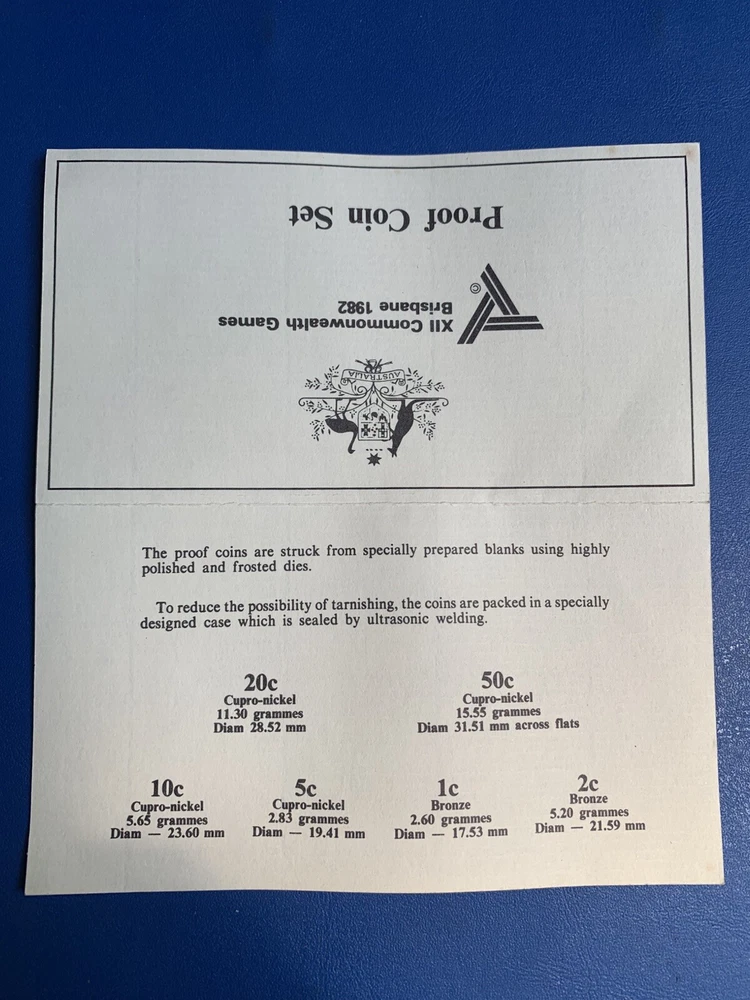 Proof Coin Set
©
XII Commonwealth Games
Brisbane 1982
AUSTRALIA
The proof coins are struck from specially prepared blanks using highly
polished and frosted dies.
To reduce the possibility of tarnishing, the coins are packed in a specially
designed case which is sealed by ultrasonic welding.
20c
Cupro-nickel
11.30 grammes
Diam 28.52 mm
50c
Cupro-nickel
15.55 grammes
Diam 31.51 mm across flats
10c
Cupro-nickel
5.65 grammes
Diam — 23.60 mm
5c
Cupro-nickel
2.83 grammes
Diam — 19.41 mm
1c
Bronze
2.60 grammes
Diam — 17.53 mm
2c
Bronze
5.20 grammes
Diam — 21.59 mm